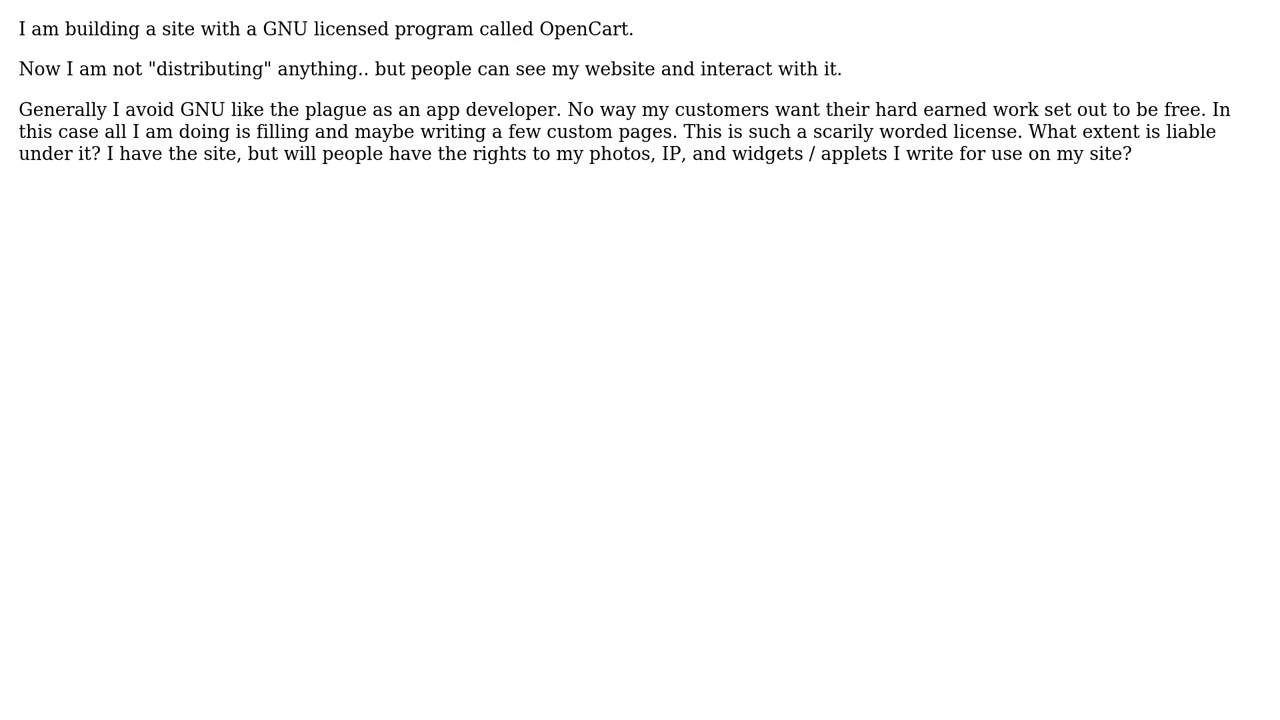 I am building a site with a GNU licensed program called OpenCart.
Now I am not "distributing" anything.. but people can see my website and interact with it.
Generally I avoid GNU like the plague as an app developer. No way my customers want their hard earned work set out to be free. In
this case all I am doing is filling and maybe writing a few custom pages. This is such a scarily worded license. What extent is liable
under it? I have the site, but will people have the rights to my photos, IP, and widgets / applets I write for use on my site?